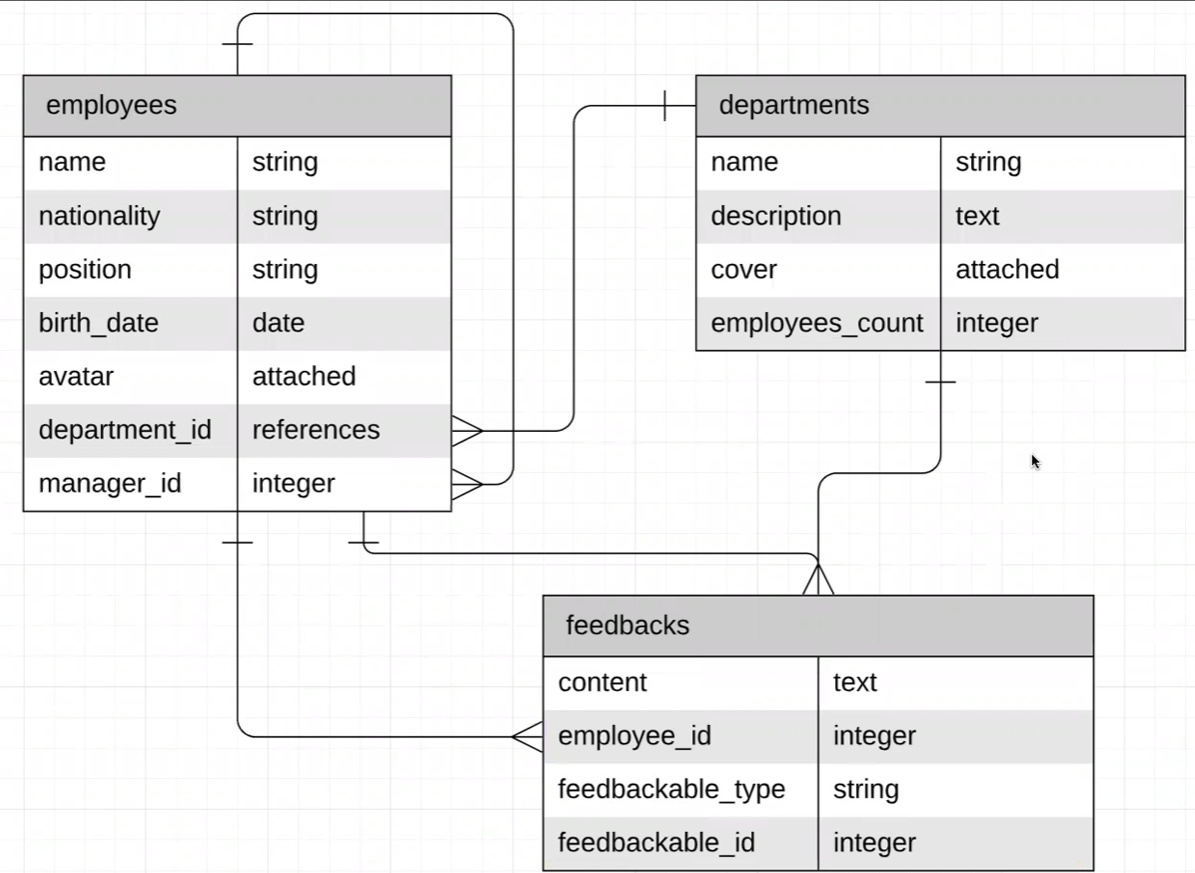 employees
name string
nationality string
position string
birth_date date
avatar attached
department_id references
manager_id integer
departments
name string
description text
cover attached
employees_count integer
feedbacks
content text
employee_id integer
feedbackable_type string
feedbackable_id integer